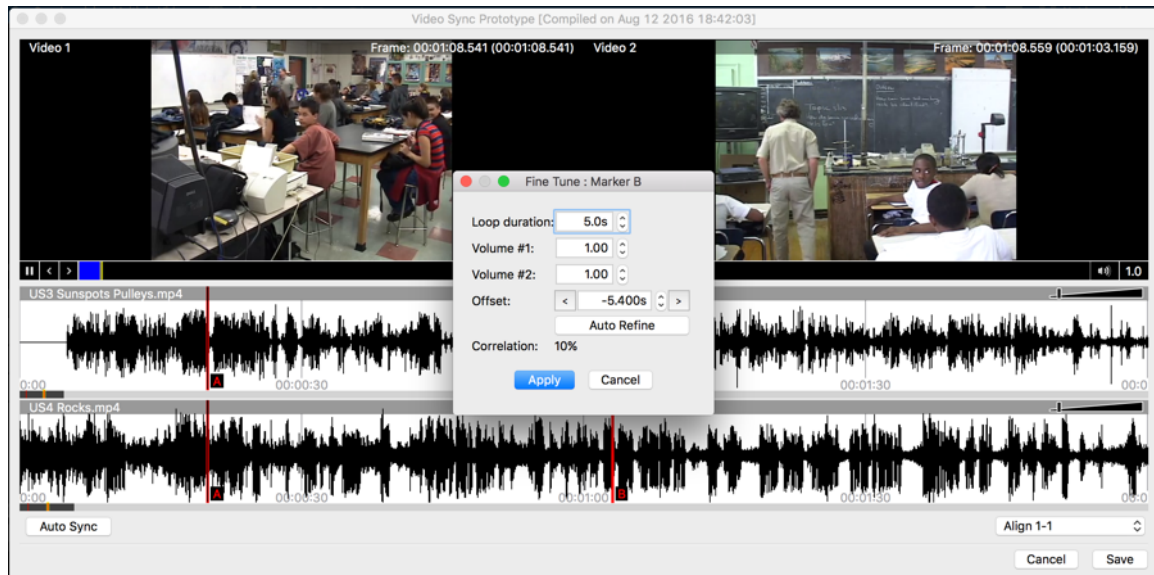 Video Sync Prototype [Compiled on Aug 12 2016 18:42:03]
Video 1
Frame: 00:01:08.541 (00:01:08.541)
Video 2
Frame: 00:01:08.559 (00:01:03.159)
Fine Tune : Marker B
Loop duration: 5.0s
Volume #1: 1.00
Volume #2: 1.00
Offset: < -5.400s >
Auto Refine
Correlation: 10%
Apply Cancel
< > 1.0
US3 Sunspots Pulleys.mp4
0:00 A 00:00:30 00:01:30 00:0
US4 Rocks.mp4
0:00 A 00:00:30 00:01:00 B 00:01:30 00:0
Auto Sync Align 1-1
Cancel Save